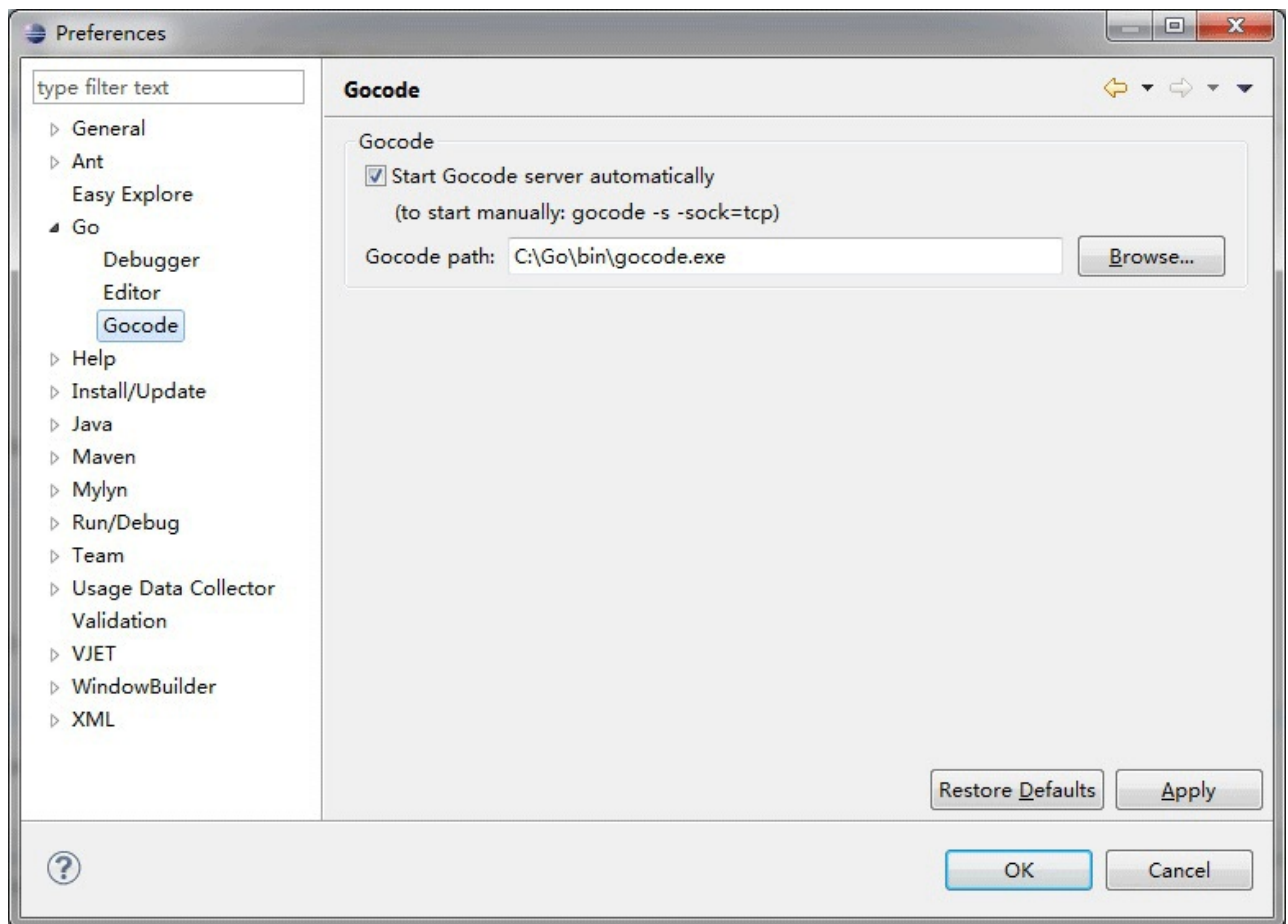 Preferences
type filter text
General
Ant
Easy Explore
Go
Debugger
Editor
Gocode
Help
Install/Update
Java
Maven
Mylyn
Run/Debug
Team
Usage Data Collector
Validation
VJET
WindowBuilder
XML
Gocode
Gocode
Start Gocode server automatically
(to start manually: gocode -s -sock=tcp)
Gocode path: C:\Go\bin\gocode.exe Browse...
Restore Defaults Apply
? OK Cancel